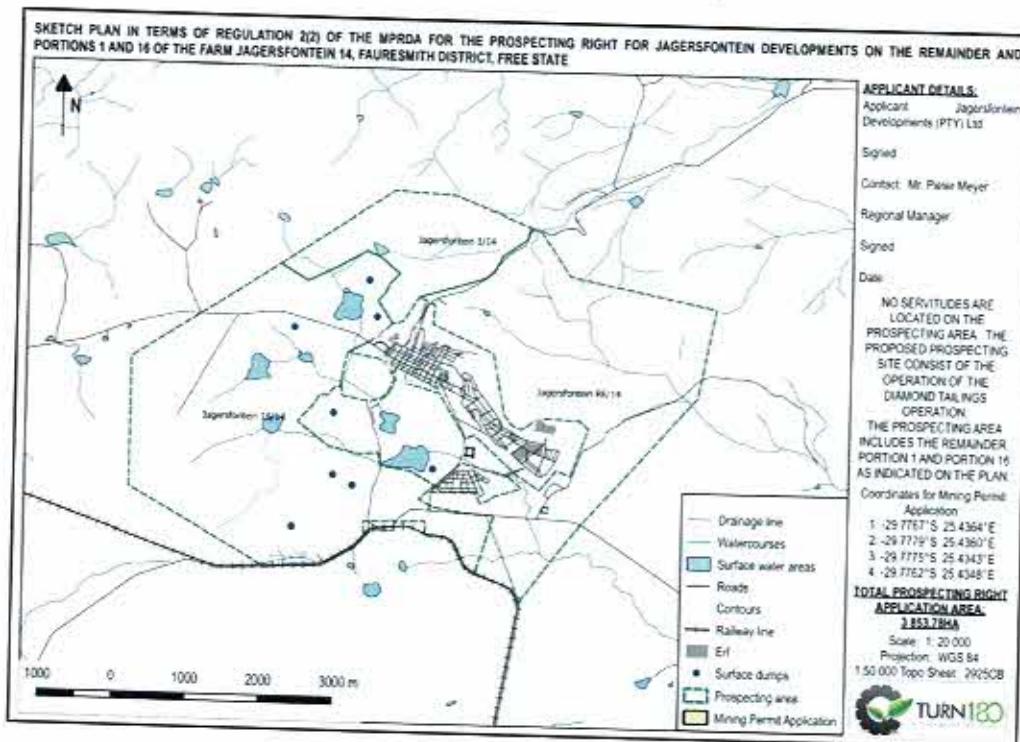 SKETCH PLAN IN TERMS OF REGULATION 2(2) OF THE MPRDA FOR THE PROSPECTING RIGHT FOR JAGERSFONTEIN DEVELOPMENTS ON THE REMAINDER AND
PORTIONS 1 AND 16 OF THE FARM JAGERSFONTEIN 14, FAURESMITH DISTRICT, FREE STATE
N
APPLICANT DETAILS:
Applicant Jagersfontein
Developments (PTY) Ltd
Signed
Contact: Mr. Pieter Meyer
Regional Manager
Signed
Date
NO SERVITUDES ARE
LOCATED ON THE
PROSPECTING AREA. THE
PROPOSED PROSPECTING
SITE CONSIST OF THE
OPERATION OF THE
DIAMOND TAILINGS
OPERATION.
THE PROSPECTING AREA
INCLUDES THE REMAINDER,
PORTION 1 AND PORTION 16
AS INDICATED ON THE PLAN.
Coordinates for Mining Permit
Application
1. -29.7767°S 25.4364°E
2. -29.7779°S 25.4360°E
3. -29.7775°S 25.4343°E
4. -29.7762°S 25.4348°E
TOTAL PROSPECTING RIGHT
APPLICATION AREA:
3 853.78HA
Scale: 1: 20 000
Projection: WGS 84
1:50 000 Topo Sheet: 2925CB
TURN180
Jagersfontein
Jagersfontein
Jagersfontein
Drainage line
Watercourses
Surface water areas
Roads
Contours
Railway line
Erf
Surface dumps
Prospecting area
Mining Permit Application
1000 0 1000 2000 3000 m